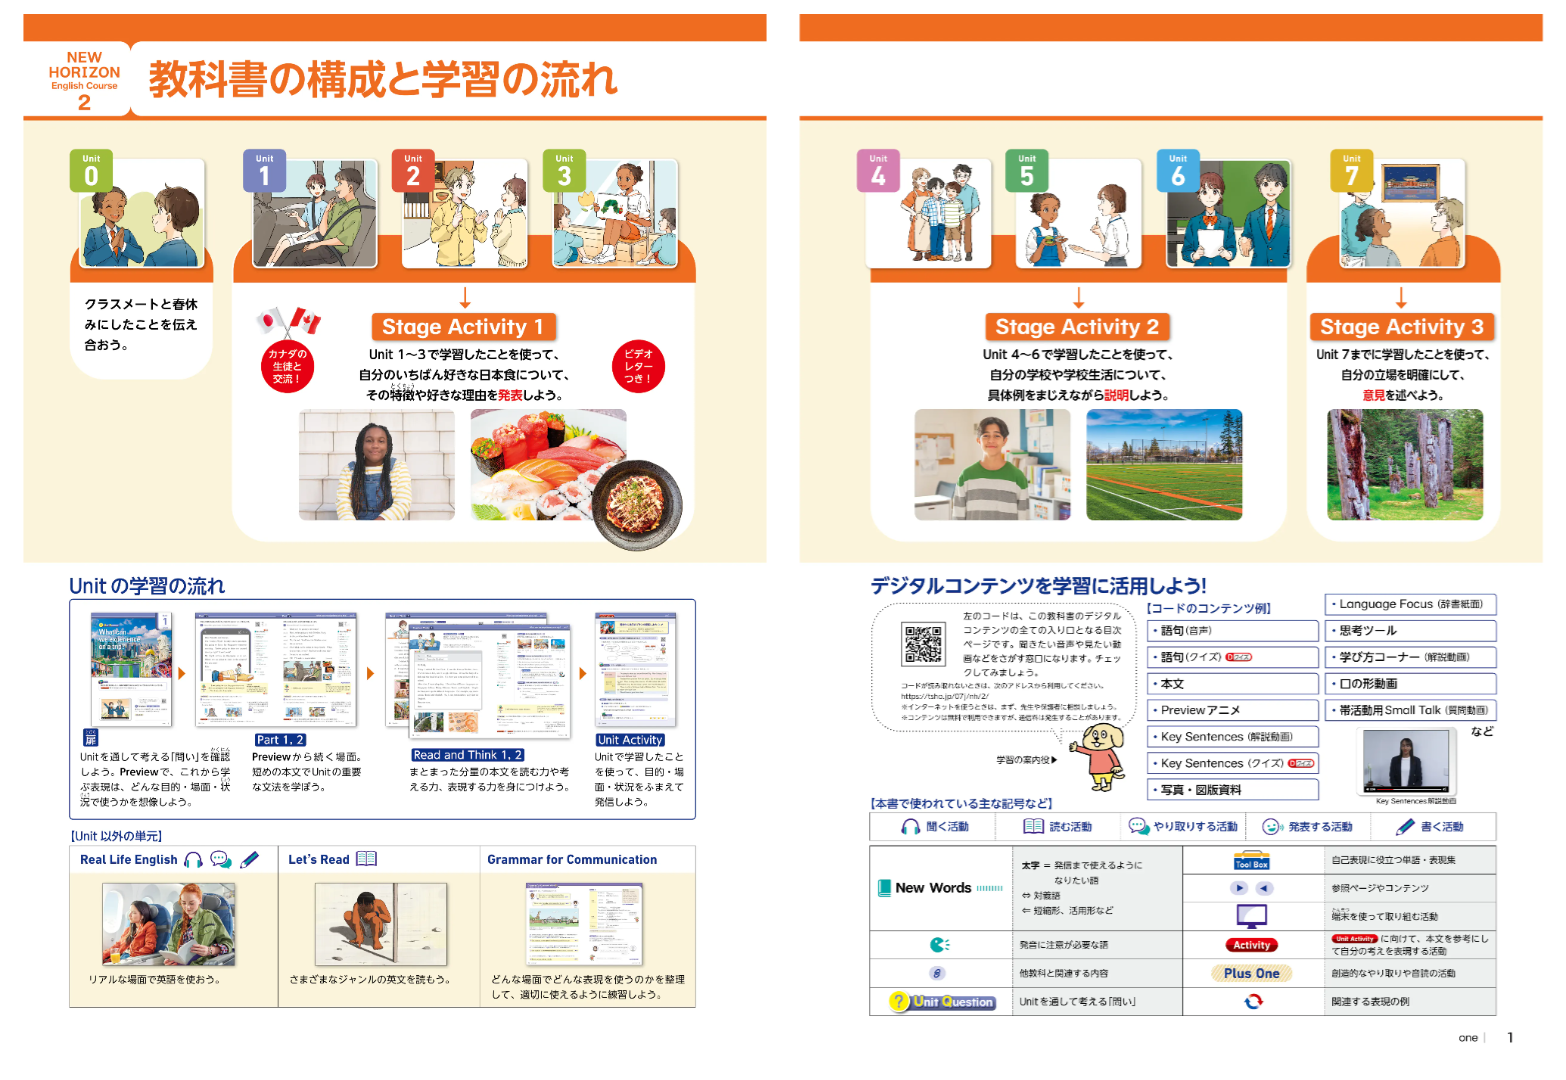 NEW
HORIZON
English Course
2
教科書の構成と学習の流れ
Unit
0
クラスメートと春休
みにしたことを伝え
合おう。
Unit
1
Unit
2
Unit
3
カナダの
生徒と
交流！
Stage Activity 1
Unit 1～3で学習したことを使って、
自分のいちばん好きな日本食について、
とくちょう
その特徴や好きな理由を発表しよう。
ビデオ
レター
つき！
Unit
4
Unit
5
Unit
6
Stage Activity 2
Unit 4～6で学習したことを使って、
自分の学校や学校生活について、
具体例をまじえながら説明しよう。
Unit
7
Stage Activity 3
Unit 7までに学習したことを使って、
自分の立場を明確にして、
意見を述べよう。
Unitの学習の流れ
Unit
1
What can
we experience
on a trip?
とびら
扉
Unitを通して考える「問い」を確認
しよう。Previewで、これから学
ぶ表現は、どんな目的・場面・状
況で使うかを想像しよう。
Part 1, 2
Previewから続く場面。
短めの本文でUnitの重要
な文法を学ぼう。
Read and Think 1, 2
まとまった分量の本文を読む力や考
える力、表現する力を身につけよう。
Unit Activity
Unitで学習したこと
を使って、目的・場
面・状況をふまえて
発信しよう。
【Unit 以外の単元】
Real Life English
リアルな場面で英語を使おう。
Let's Read
さまざまなジャンルの英文を読もう。
Grammar for Communication
どんな場面でどんな表現を使うのかを整理
して、適切に使えるように練習しよう。
デジタルコンテンツを学習に活用しよう！
左のコードは、この教科書のデジタル
コンテンツの全ての入り口となる目次
ページです。聞きたい音声や見たい動
画などをさがす窓口になります。チェッ
クしてみましょう。
コードが読み取れないときは、次のアドレスから利用してください。
https://tsho.jp/07j/nh/2/
※インターネットを使うときは、まず、先生や保護者に相談しましょう。
※コンテンツは無料で利用できますが、通信料は発生することがあります。
学習の案内役▶
【コードのコンテンツ例】
・語句（音声）
・語句（クイズ） Dクイズ
・本文
・Previewアニメ
・Key Sentences（解説動画）
・Key Sentences（クイズ） Dクイズ
・写真・図版資料
・Language Focus（辞書紙面）
・思考ツール
・学び方コーナー（解説動画）
・口の形動画
・帯活動用Small Talk（質問動画）
など
Key Sentences解説動画
【本書で使われている主な記号など】
聞く活動
読む活動
やり取りする活動
発表する活動
書く活動
New Words
太字 ＝ 発信まで使えるように
なりたい語
⇔ 対義語
⇐ 短縮形、活用形など
発音に注意が必要な語
他教科と関連する内容
? Unit Question
Unitを通して考える「問い」
Tool Box
自己表現に役立つ単語・表現集
参照ページやコンテンツ
たんまつ
端末を使って取り組む活動
Activity
Unit Activity に向けて、本文を参考にし
て自分の考えを表現する活動
Plus One
創造的なやり取りや音読の活動
関連する表現の例
one
1